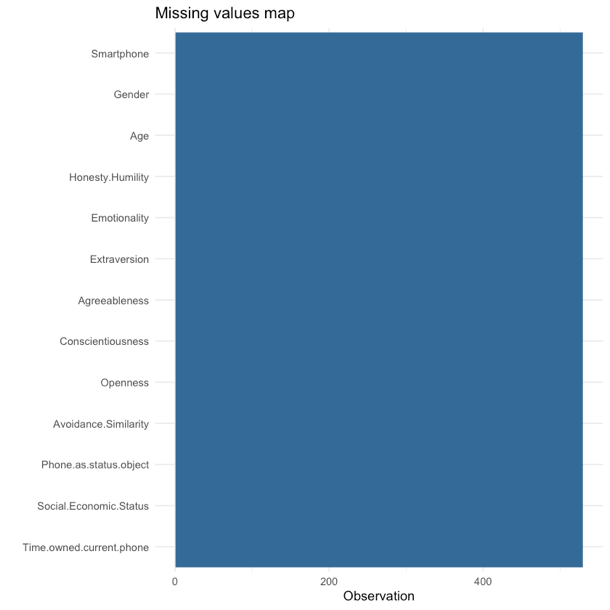 Missing values map
Smartphone
Gender
Age
Honesty.Humility
Emotionality
Extraversion
Agreeableness
Conscientiousness
Openness
Avoidance.Similarity
Phone.as.status.object
Social.Economic.Status
Time.owned.current.phone
0 200 400
Observation